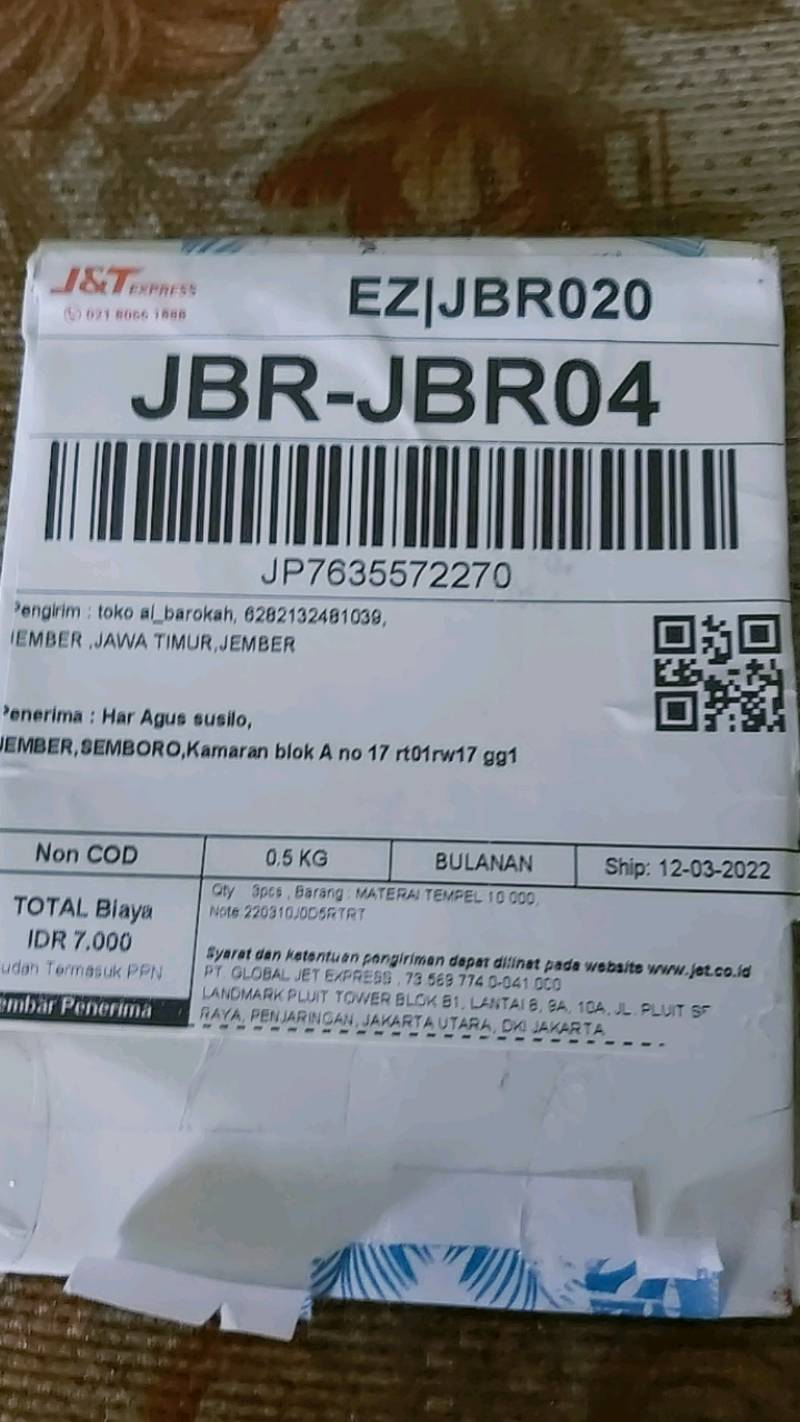 J&T EXPRESS
021 8066 1888
EZ|JBR020
JBR-JBR04
JP7635572270
Pengirim : toko al_barokah, 6282132481039,
JEMBER ,JAWA TIMUR,JEMBER
Penerima : Har Agus susilo,
JEMBER,SEMBORO,Kamaran blok A no 17 rt01rw17 gg1
Non COD
0.5 KG
BULANAN
Ship: 12-03-2022
TOTAL Biaya
IDR 7.000
udah Termasuk PPN
embar Penerima
Qty 3pcs , Barang : MATERAI TEMPEL 10 000,
Note:220310J0D5RTRT
Syarat dan ketentuan pengiriman dapat dilihat pada website www.jet.co.id
PT. GLOBAL JET EXPRESS , 73 569 774 0-041 000
LANDMARK PLUIT TOWER BLOK B1, LANTAI 8, 9A, 10A, JL. PLUIT SE
RAYA, PENJARINGAN, JAKARTA UTARA, DKI JAKARTA